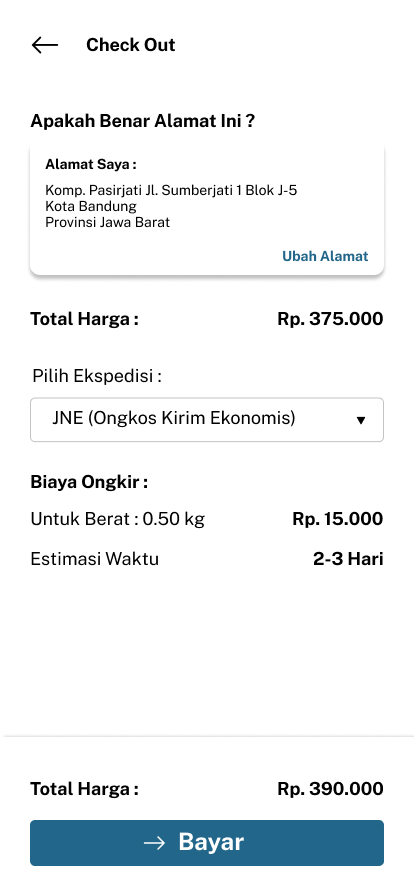 Check Out
Apakah Benar Alamat Ini ?
Alamat Saya :
Komp. Pasirjati Jl. Sumberjati 1 Blok J-5
Kota Bandung
Provinsi Jawa Barat
Ubah Alamat
Total Harga : Rp. 375.000
Pilih Ekspedisi :
JNE (Ongkos Kirim Ekonomis)
Biaya Ongkir :
Untuk Berat : 0.50 kg Rp. 15.000
Estimasi Waktu 2-3 Hari
Total Harga : Rp. 390.000
Bayar